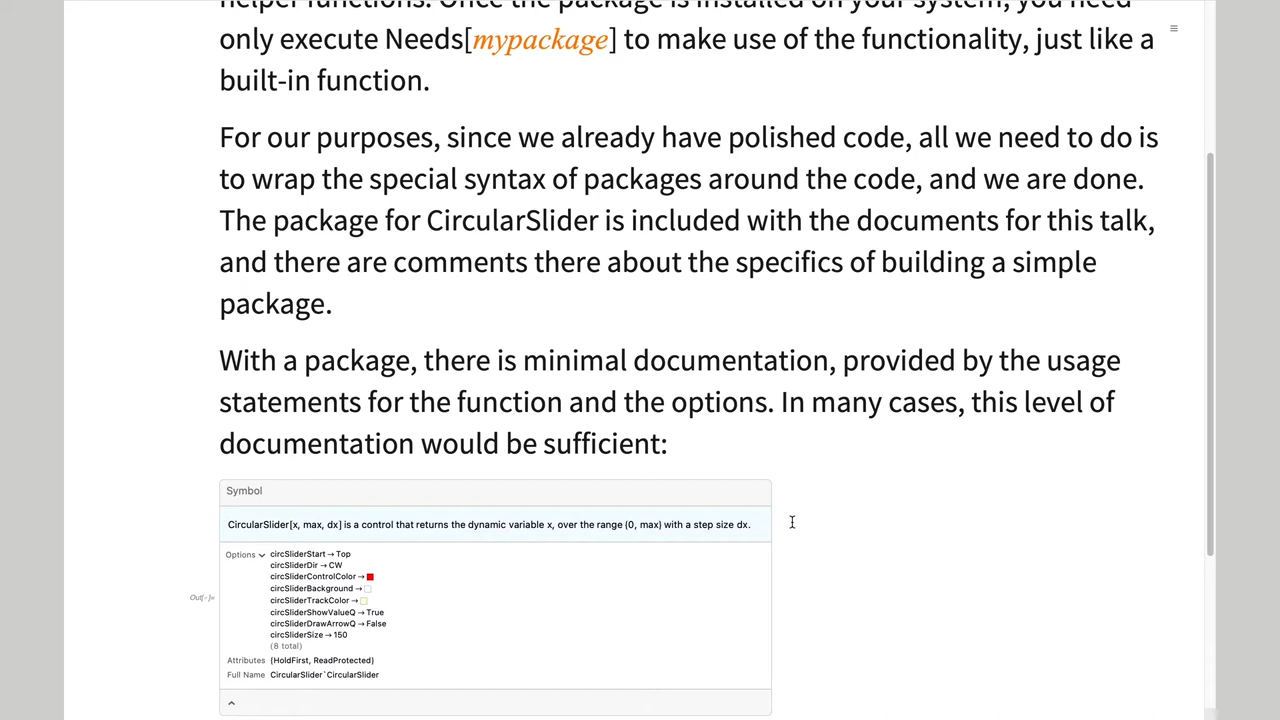 helper functions. Once the package is installed on your system, you need
only execute Needs[mypackage] to make use of the functionality, just like a
built-in function.
For our purposes, since we already have polished code, all we need to do is
to wrap the special syntax of packages around the code, and we are done.
The package for CircularSlider is included with the documents for this talk,
and there are comments there about the specifics of building a simple
package.
With a package, there is minimal documentation, provided by the usage
statements for the function and the options. In many cases, this level of
documentation would be sufficient:
Symbol
CircularSlider[x, max, dx] is a control that returns the dynamic variable x, over the range {0, max} with a step size dx.
Options circSliderStart → Top
circSliderDir → CW
circSliderControlColor →
circSliderBackground →
circSliderTrackColor →
circSliderShowValueQ → True
circSliderDrawArrowQ → False
circSliderSize → 150
(8 total)
Attributes {HoldFirst, ReadProtected}
Full Name CircularSlider`CircularSlider
Out[•]=